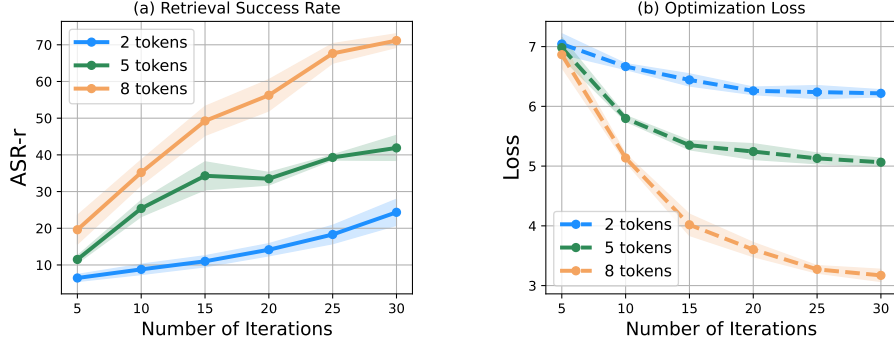 (a) Retrieval Success Rate
ASR-r
70
60
50
40
30
20
10
2 tokens
5 tokens
8 tokens
5 10 15 20 25 30
Number of Iterations
(b) Optimization Loss
Loss
7
6
5
4
3
2 tokens
5 tokens
8 tokens
5 10 15 20 25 30
Number of Iterations